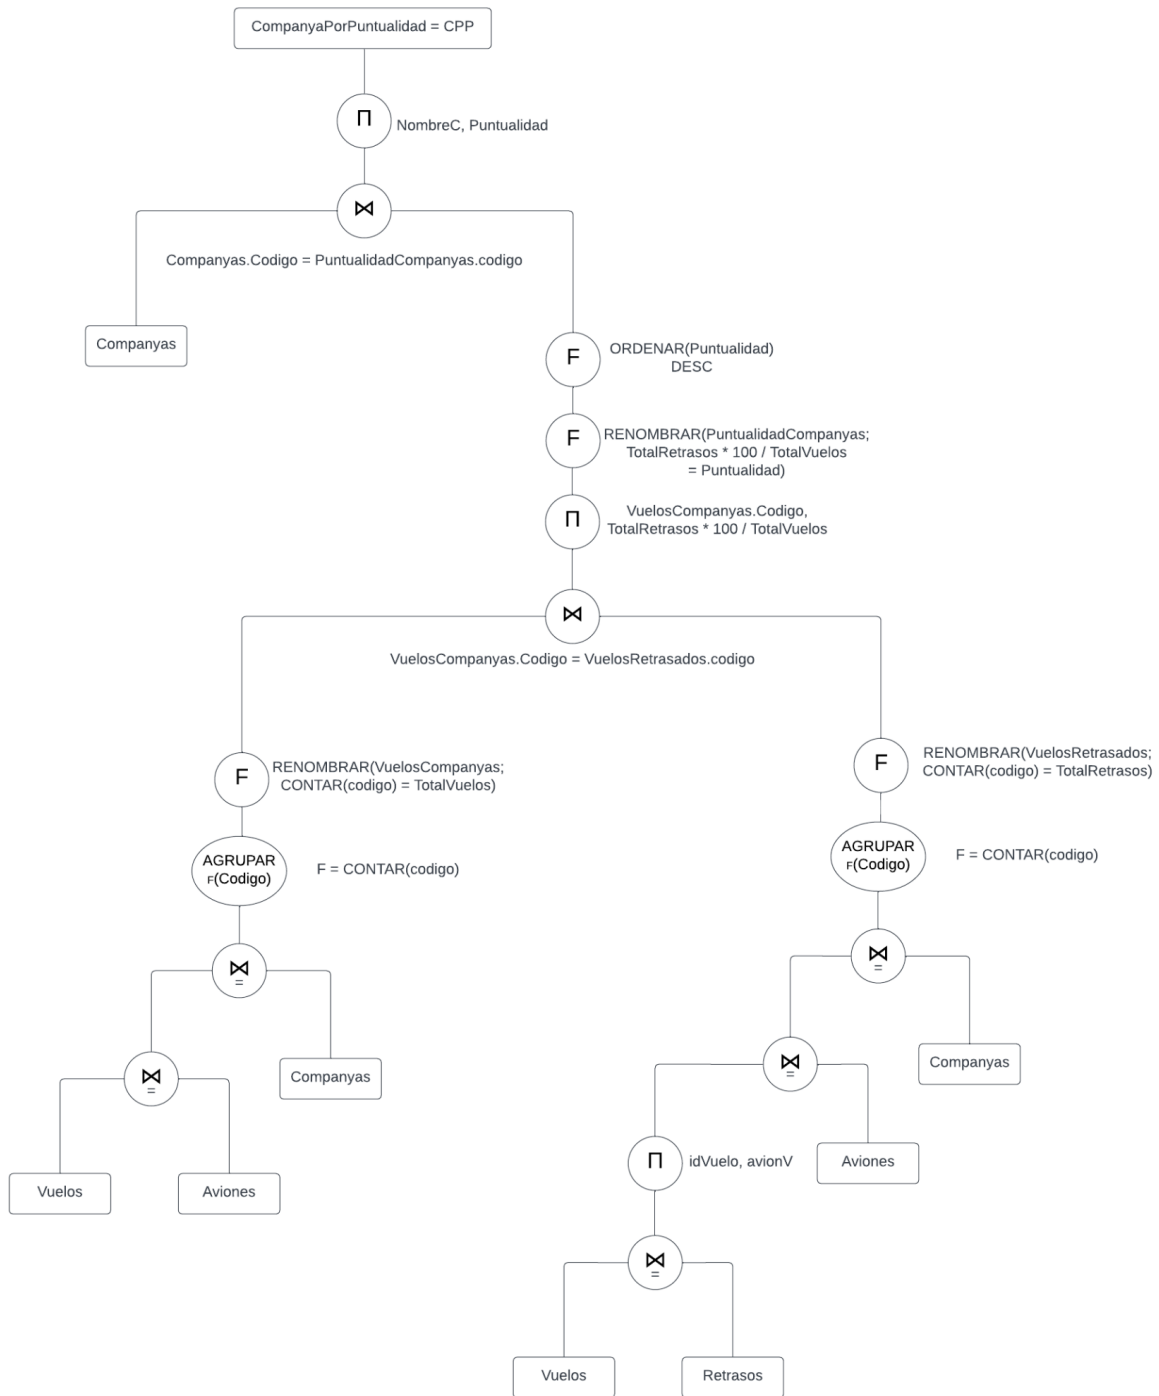 CompanyaPorPuntualidad = CPP
Π
NombreC, Puntualidad
⋈
Companyas.Codigo = PuntualidadCompanyas.codigo
Companyas
F
ORDENAR(Puntualidad)
DESC
F
RENOMBRAR(PuntualidadCompanyas;
TotalRetrasos * 100 / TotalVuelos
= Puntualidad)
Π
VuelosCompanyas.Codigo,
TotalRetrasos * 100 / TotalVuelos
⋈
VuelosCompanyas.Codigo = VuelosRetrasados.codigo
F
RENOMBRAR(VuelosCompanyas;
CONTAR(codigo) = TotalVuelos)
AGRUPAR
F(Codigo)
F = CONTAR(codigo)
⋈
=
Companyas
⋈
=
Vuelos
Aviones
F
RENOMBRAR(VuelosRetrasados;
CONTAR(codigo) = TotalRetrasos)
AGRUPAR
F(Codigo)
F = CONTAR(codigo)
⋈
=
Companyas
⋈
=
Aviones
Π
idVuelo, avionV
⋈
=
Vuelos
Retrasos